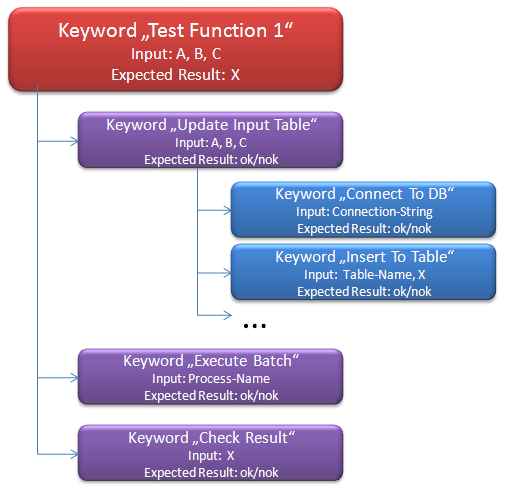 Keyword „Test Function 1“
Input: A, B, C
Expected Result: X
Keyword „Update Input Table“
Input: A, B, C
Expected Result: ok/nok
Keyword „Connect To DB“
Input: Connection-String
Expected Result: ok/nok
Keyword „Insert To Table“
Input: Table-Name, X
Expected Result: ok/nok
...
Keyword „Execute Batch“
Input: Process-Name
Expected Result: ok/nok
Keyword „Check Result“
Input: X
Expected Result: ok/nok